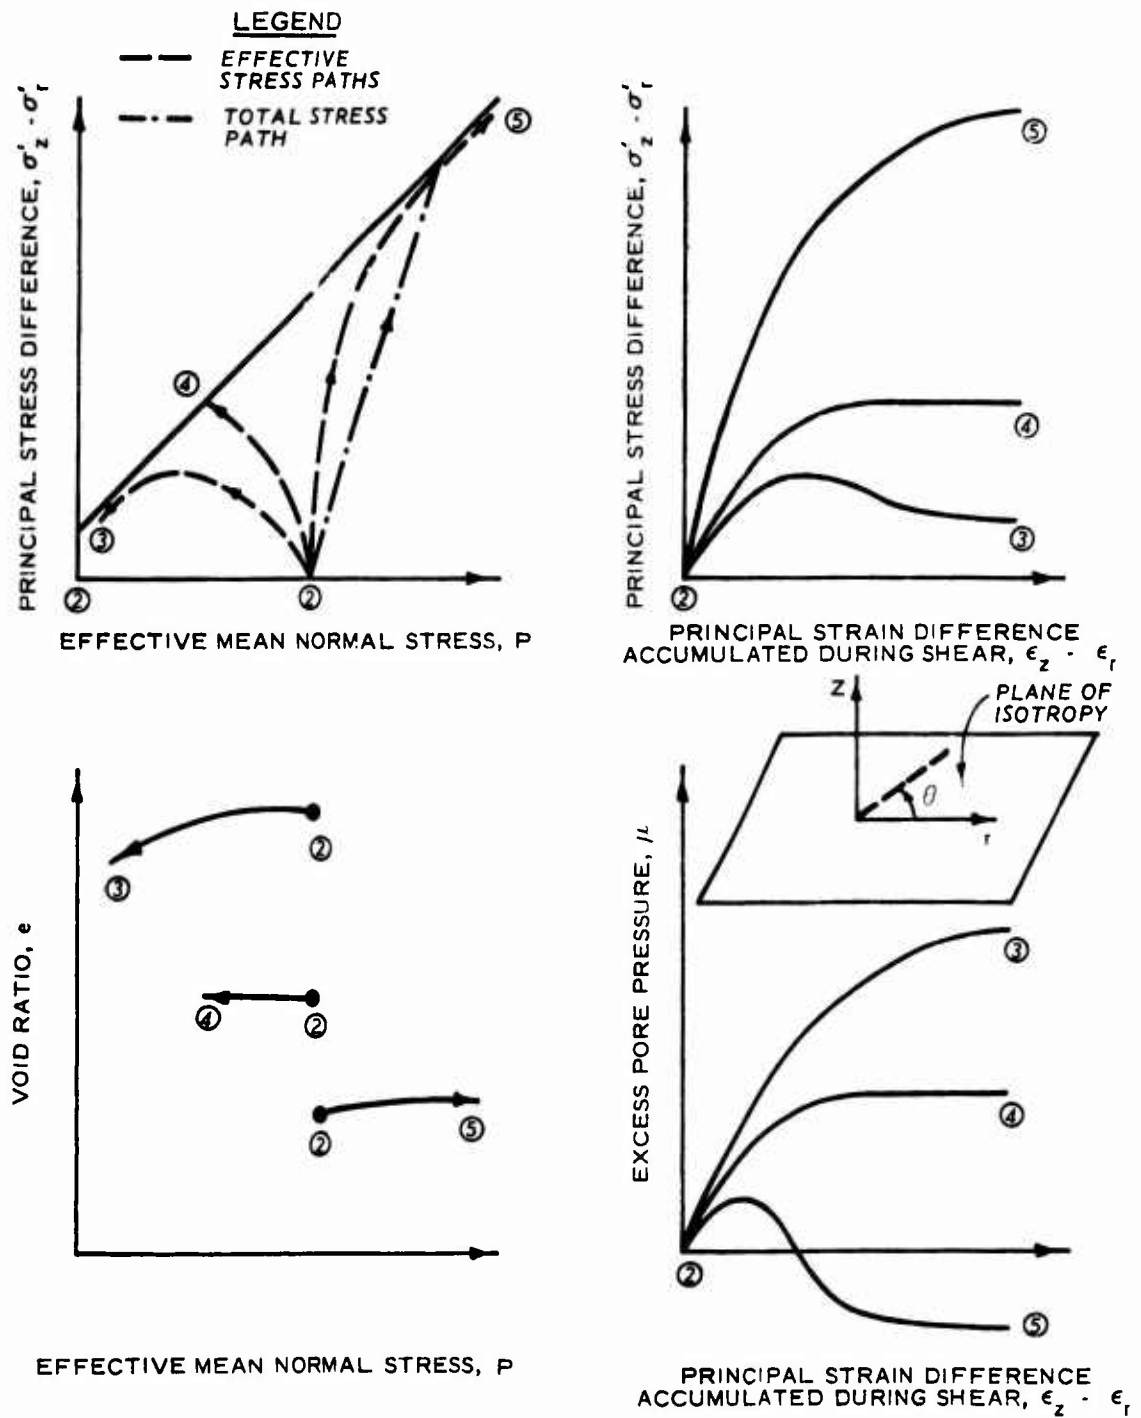 LEGEND
EFFECTIVE
STRESS PATHS
TOTAL STRESS
PATH
PRINCIPAL STRESS DIFFERENCE, σ'z - σ'r
⑤
④
③
②
②
EFFECTIVE MEAN NORMAL STRESS, P
PRINCIPAL STRESS DIFFERENCE, σ'z - σ'r
⑤
④
③
②
PRINCIPAL STRAIN DIFFERENCE
ACCUMULATED DURING SHEAR, ϵz - ϵr
VOID RATIO, e
②
③
④
②
②
⑤
EFFECTIVE MEAN NORMAL STRESS, P
Z
PLANE OF
ISOTROPY
θ
r
EXCESS PORE PRESSURE, μ
③
④
②
⑤
PRINCIPAL STRAIN DIFFERENCE
ACCUMULATED DURING SHEAR, ϵz - ϵr